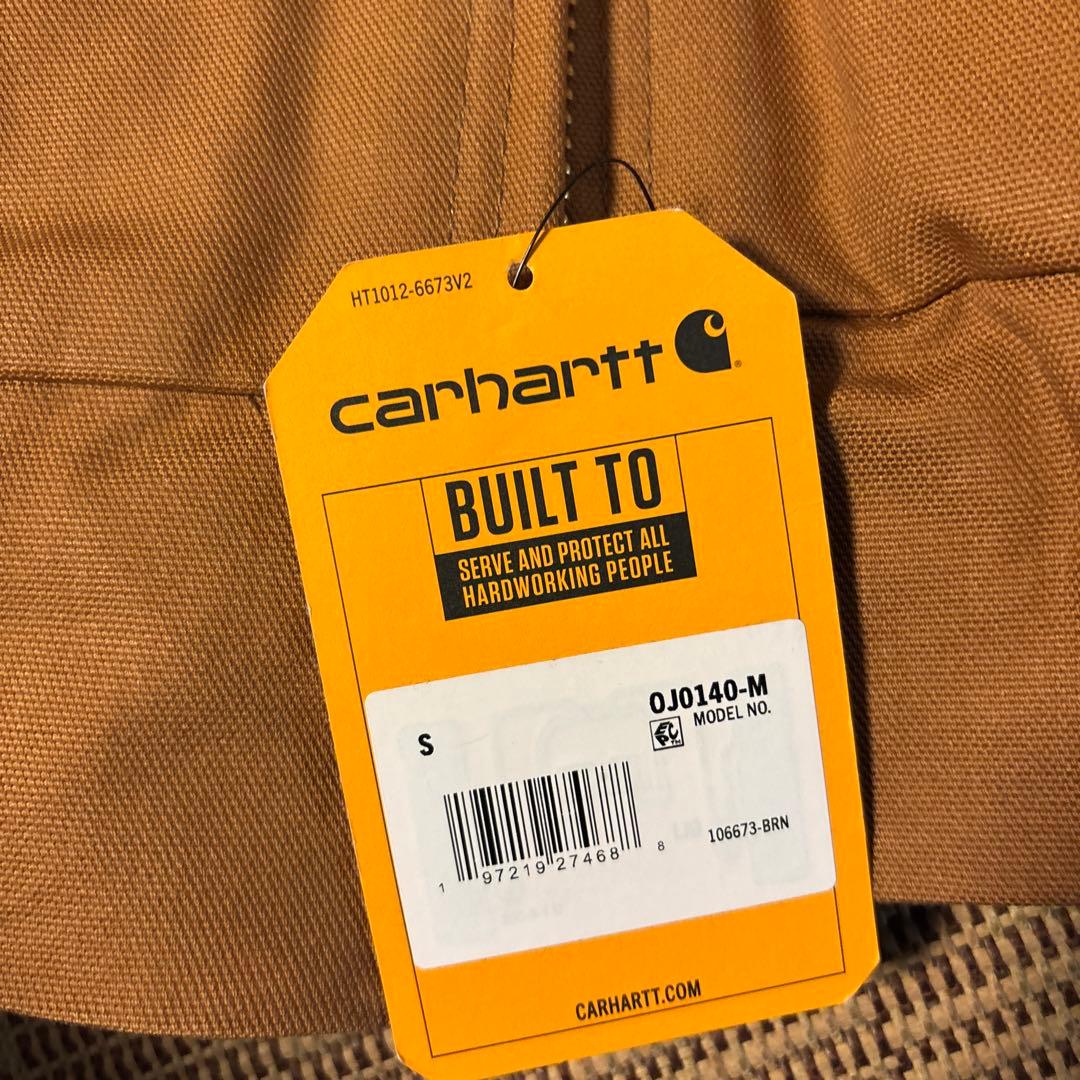 HT1012-6673V2
carhartt
BUILT TO
SERVE AND PROTECT ALL
HARDWORKING PEOPLE
OJ0140-M
MODEL NO.
S
EPC™
106673-BRN
1 97219 27468 8
CARHARTT.COM